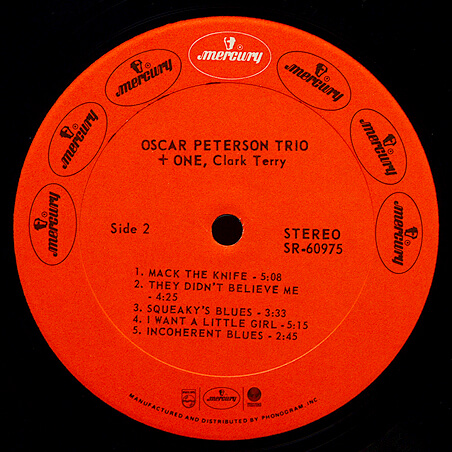 mercury
mercury
mercury
mercury
mercury
mercury
mercury
OSCAR PETERSON TRIO
+ ONE, Clark Terry
Side 2
STEREO
SR-60975
1. MACK THE KNIFE - 5:08
2. THEY DIDN'T BELIEVE ME
- 4:25
3. SQUEAKY'S BLUES - 3:33
4. I WANT A LITTLE GIRL - 5:15
5. INCOHERENT BLUES - 2:45
mercury
MANUFACTURED AND DISTRIBUTED BY PHONOGRAM, INC.